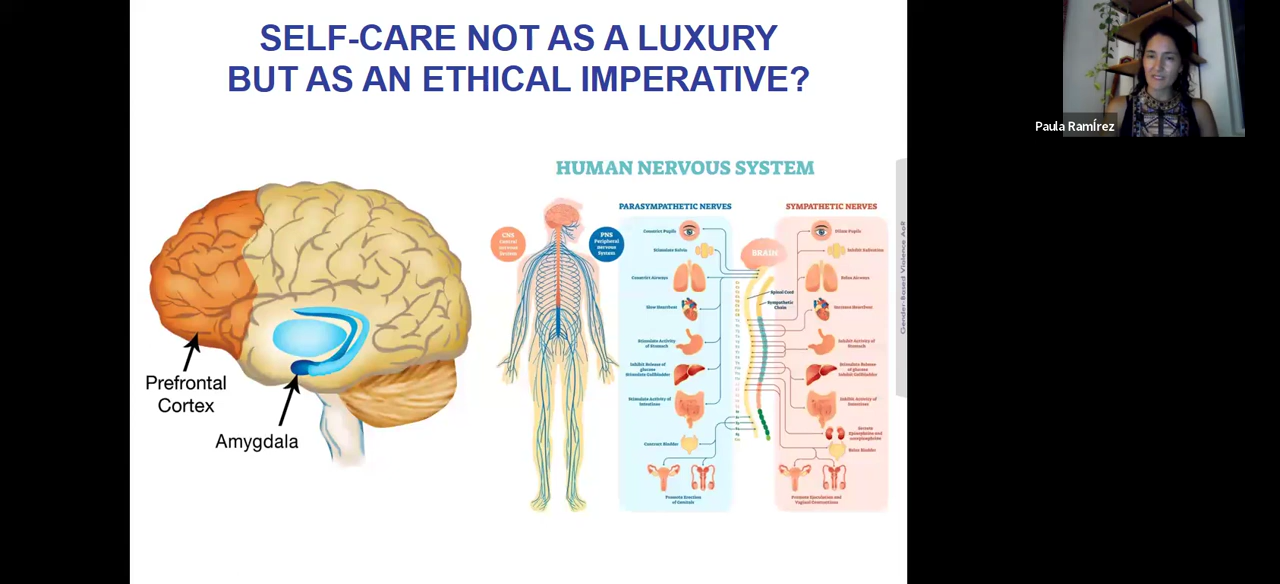 SELF-CARE NOT AS A LUXURY
BUT AS AN ETHICAL IMPERATIVE?
Paula Ramírez
HUMAN NERVOUS SYSTEM
PARASYMPATHETIC NERVES
SYMPATHETIC NERVES
CNS
Central
nervous
System
PNS
Peripheral
nervous
System
BRAIN
Constrict Pupils
Stimulate Saliva
Constrict Airways
Slow Heartbeat
Stimulate Activity
of Stomach
Inhibit Release of
glucose
Stimulate Gallbladder
Stimulate Activity of
Intestines
Contract Bladder
Promote Erection
of Genitals
Spinal Cord
Sympathetic
Chain
Dilate Pupils
Inhibit Salivation
Relax Airways
Increase Heartbeat
Inhibit Activity of
Stomach
Stimulate Release of
glucose
Inhibit Gallbladder
Inhibit Activity of
Intestines
Secrete
Epinephrine and
norepinephrine
Relax Bladder
Promote Ejaculation and
Vaginal
Prefrontal
Cortex
Amygdala
Gender-Based Violence AoR